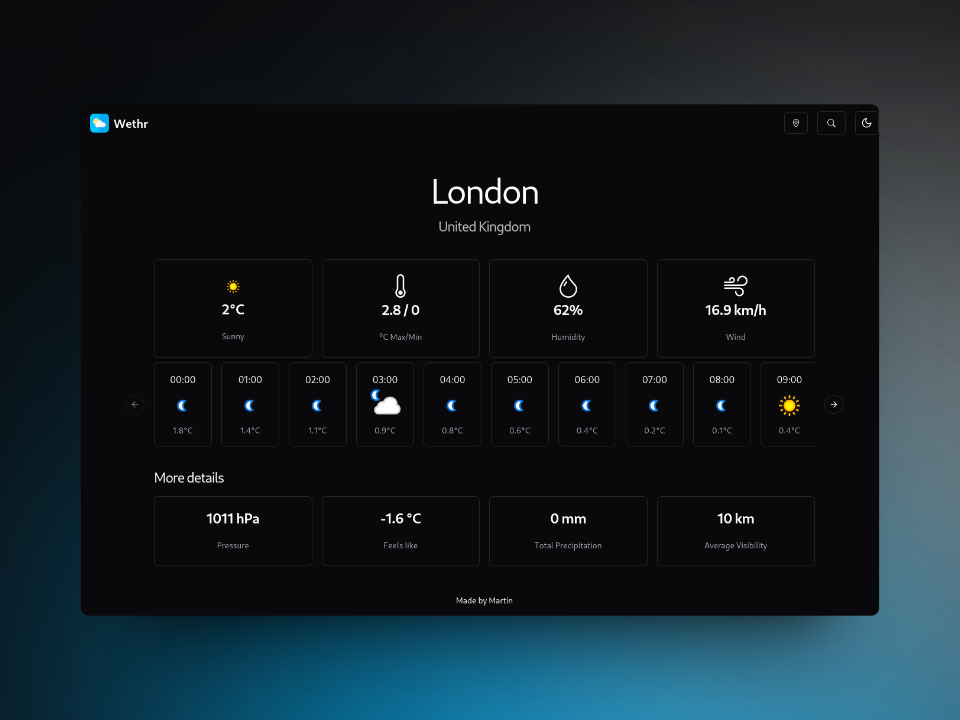 Wethr
London
United Kingdom
2°C
Sunny
2.8 / 0
°C Max/Min
62%
Humidity
16.9 km/h
Wind
00:00
1.8°C
01:00
1.4°C
02:00
1.1°C
03:00
0.9°C
04:00
0.8°C
05:00
0.6°C
06:00
0.4°C
07:00
0.2°C
08:00
0.1°C
09:00
0.4°C
More details
1011 hPa
Pressure
-1.6 °C
Feels like
0 mm
Total Precipitation
10 km
Average Visibility
Made by Martin